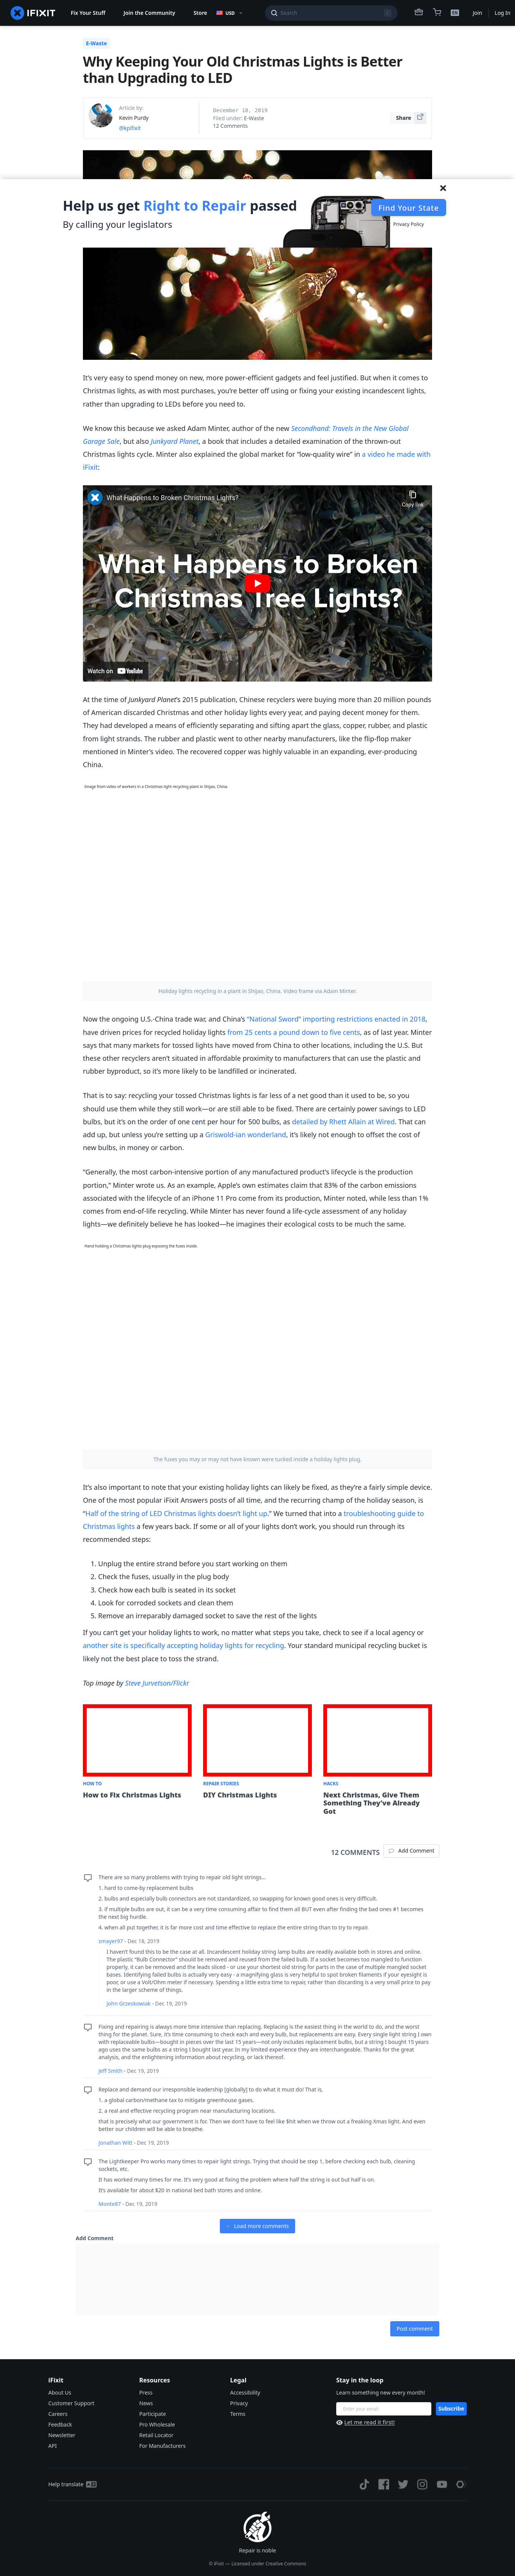 IFIXIT
Fix Your Stuff
Join the Community
Store
USD
Search
/
EN
Join
Log In
E-Waste
Why Keeping Your Old Christmas Lights is Better
than Upgrading to LED
Article by:
Kevin Purdy
@kpifixit
December 18, 2019
Filed under: E-Waste
12 Comments
Share
Help us get Right to Repair passed
By calling your legislators
Find Your State
Privacy Policy
It's very easy to spend money on new, more power-efficient gadgets and feel justified. But when it comes to
Christmas lights, as with most purchases, you're better off using or fixing your existing incandescent lights,
rather than upgrading to LEDs before you need to.
We know this because we asked Adam Minter, author of the new Secondhand: Travels in the New Global
Garage Sale, but also Junkyard Planet, a book that includes a detailed examination of the thrown-out
Christmas lights cycle. Minter also explained the global market for "low-quality wire" in a video he made with
iFixit:
What Happens to Broken Christmas Lights?
Copy link
What Happens to Broken
Christmas Tree Lights?
Watch on YouTube
At the time of Junkyard Planet's 2015 publication, Chinese recyclers were buying more than 20 million pounds
of American discarded Christmas and other holiday lights every year, and paying decent money for them.
They had developed a means of efficiently separating and sifting apart the glass, copper, rubber, and plastic
from light strands. The rubber and plastic went to other nearby manufacturers, like the flip-flop maker
mentioned in Minter's video. The recovered copper was highly valuable in an expanding, ever-producing
China.
Image from video of workers in a Christmas light recycling plant in Shijao, China.
Holiday lights recycling in a plant in Shijao, China. Video frame via Adam Minter.
Now the ongoing U.S.-China trade war, and China's "National Sword" importing restrictions enacted in 2018,
have driven prices for recycled holiday lights from 25 cents a pound down to five cents, as of last year. Minter
says that many markets for tossed lights have moved from China to other locations, including the U.S. But
these other recyclers aren't situated in affordable proximity to manufacturers that can use the plastic and
rubber byproduct, so it's more likely to be landfilled or incinerated.
That is to say: recycling your tossed Christmas lights is far less of a net good than it used to be, so you
should use them while they still work—or are still able to be fixed. There are certainly power savings to LED
bulbs, but it's on the order of one cent per hour for 500 bulbs, as detailed by Rhett Allain at Wired. That can
add up, but unless you're setting up a Griswold-ian wonderland, it's likely not enough to offset the cost of
new bulbs, in money or carbon.
"Generally, the most carbon-intensive portion of any manufactured product's lifecycle is the production
portion," Minter wrote us. As an example, Apple's own estimates claim that 83% of the carbon emissions
associated with the lifecycle of an iPhone 11 Pro come from its production, Minter noted, while less than 1%
comes from end-of-life recycling. While Minter has never found a life-cycle assessment of any holiday
lights—we definitely believe he has looked—he imagines their ecological costs to be much the same.
Hand holding a Christmas lights plug exposing the fuses inside.
The fuses you may or may not have known were tucked inside a holiday lights plug.
It's also important to note that your existing holiday lights can likely be fixed, as they're a fairly simple device.
One of the most popular iFixit Answers posts of all time, and the recurring champ of the holiday season, is
"Half of the string of LED Christmas lights doesn't light up." We turned that into a troubleshooting guide to
Christmas lights a few years back. If some or all of your lights don't work, you should run through its
recommended steps:
1. Unplug the entire strand before you start working on them
2. Check the fuses, usually in the plug body
3. Check how each bulb is seated in its socket
4. Look for corroded sockets and clean them
5. Remove an irreparably damaged socket to save the rest of the lights
If you can't get your holiday lights to work, no matter what steps you take, check to see if a local agency or
another site is specifically accepting holiday lights for recycling. Your standard municipal recycling bucket is
likely not the best place to toss the strand.
Top image by Steve Jurvetson/Flickr
HOW TO
How to Fix Christmas Lights
REPAIR STORIES
DIY Christmas Lights
HACKS
Next Christmas, Give Them
Something They've Already
Got
12 COMMENTS
Add Comment
There are so many problems with trying to repair old light strings...
1. hard to come-by replacement bulbs
2. bulbs and especially bulb connectors are not standardized, so swapping for known good ones is very difficult.
3. if multiple bulbs are out, it can be a very time consuming affair to find them all BUT even after finding the bad ones #1 becomes
the next big hurdle.
4. when all put together, it is far more cost and time effective to replace the entire string than to try to repair.
omayer97 - Dec 18, 2019
I haven't found this to be the case at all. Incandescent holiday string lamp bulbs are readily available both in stores and online.
The plastic "Bulb Connector" should be removed and reused from the failed bulb. If a socket becomes too mangled to function
properly, it can be removed and the leads sliced - or use your shortest old string for replacement parts in the case of multiple mangled
sockets. Identifying failed bulbs is actually very easy - a magnifying glass is very helpful to spot broken filaments if your eyesight is
poor, or use a Volt/Ohm meter if necessary. Spending a little extra time to repair, rather than discarding is a very small price to pay
in the larger scheme of things.
John Grzeskowiak - Dec 19, 2019
Fixing and repairing is always more time intensive than replacing. Replacing is the easiest thing in the world to do, and the worst
thing for the planet. Sure, it's time consuming to check each and every bulb, but replacements are easy. Every single light string I own
with replaceable bulbs—bought in pieces over two decades—not only includes replacement bulbs, but a string I bought 15 years
ago uses the same bulbs as a string I bought last year. In my limited experience they are interchangeable. Thanks for the great
analysis, and the enlightening information about recycling, or lack thereof.
Jeff Smith - Dec 19, 2019
Replace and demand our irresponsible leadership [globally] to do what it must do! That is,
1. a global carbon/methane tax to mitigate greenhouse gases.
2. a real and effective recycling program near manufacturing locations.
that is precisely what our government is for. Then we don't have to feel like $hit when we throw out a freaking Xmas light. And even
better our children will be able to breathe.
Jonathan Witt - Dec 19, 2019
The Lightkeeper Pro works many times to repair light strings. Trying that should be step 1, before checking each bulb, cleaning
sockets, etc.
It has worked many times for me. It's very good at fixing the problem where half the string is out but half is on.
It's available for about $20 in national bed bath stores and online.
Monte87 - Dec 19, 2019
Load more comments
Add Comment
Post comment
iFixit
About Us
Customer Support
Careers
Feedback
Newsletter
API
Resources
Press
News
Participate
Pro Wholesale
Retail Locator
For Manufacturers
Legal
Accessibility
Privacy
Terms
Stay in the loop
Learn something new every month!
Enter your email
Subscribe
Let me read it first!
Help translate
Repair is noble
© iFixit — Licensed under Creative Commons